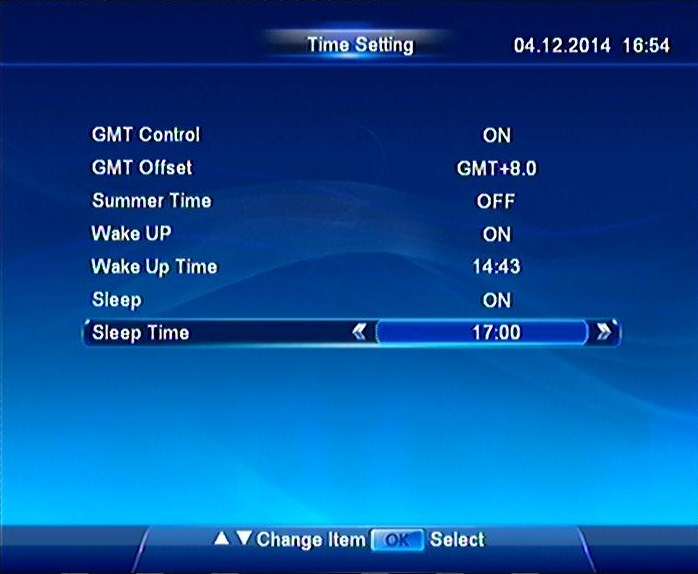 Time Setting 04.12.2014 16:54
GMT Control ON
GMT Offset GMT+8.0
Summer Time OFF
Wake UP ON
Wake Up Time 14:43
Sleep ON
Sleep Time 17:00
Change Item OK Select